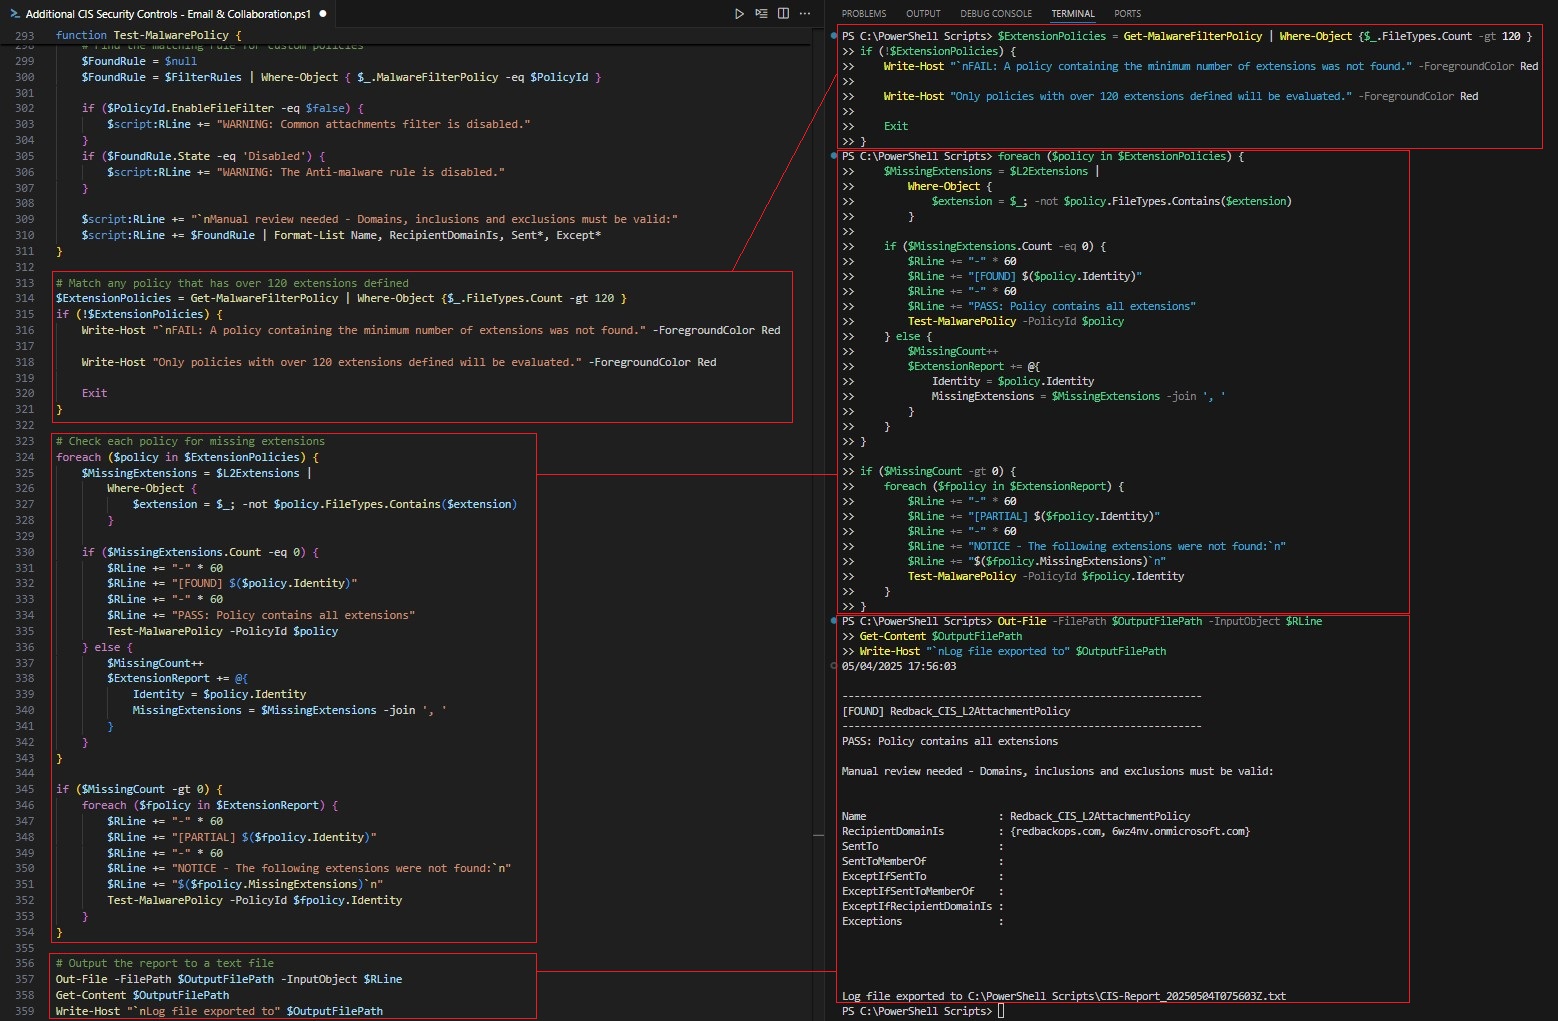 Additional CIS Security Controls - Email & Collaboration.ps1
293 function Test-MalwarePolicy {
298 # Find the matching rule for custom policies
299 $FoundRule = $null
300 $FoundRule = $FilterRules | Where-Object { $_.MalwareFilterPolicy -eq $PolicyId }
301
302 if ($PolicyId.EnableFileFilter -eq $false) {
303 $script:RLine += "WARNING: Common attachments filter is disabled."
304 }
305 if ($FoundRule.State -eq 'Disabled') {
306 $script:RLine += "WARNING: The Anti-malware rule is disabled."
307 }
308
309 $script:RLine += "`nManual review needed - Domains, inclusions and exclusions must be valid:"
310 $script:RLine += $FoundRule | Format-List Name, RecipientDomainIs, Sent*, Except*
311 }
312
313 # Match any policy that has over 120 extensions defined
314 $ExtensionPolicies = Get-MalwareFilterPolicy | Where-Object {$_.FileTypes.Count -gt 120 }
315 if (!$ExtensionPolicies) {
316 Write-Host "`nFAIL: A policy containing the minimum number of extensions was not found." -ForegroundColor Red
317
318 Write-Host "Only policies with over 120 extensions defined will be evaluated." -ForegroundColor Red
319
320 Exit
321 }
322
323 # Check each policy for missing extensions
324 foreach ($policy in $ExtensionPolicies) {
325 $MissingExtensions = $L2Extensions |
326 Where-Object {
327 $extension = $_; -not $policy.FileTypes.Contains($extension)
328 }
329
330 if ($MissingExtensions.Count -eq 0) {
331 $RLine += "-" * 60
332 $RLine += "[FOUND] $($policy.Identity)"
333 $RLine += "-" * 60
334 $RLine += "PASS: Policy contains all extensions"
335 Test-MalwarePolicy -PolicyId $policy
336 } else {
337 $MissingCount++
338 $ExtensionReport += @{
339 Identity = $policy.Identity
340 MissingExtensions = $MissingExtensions -join ', '
341 }
342 }
343 }
344
345 if ($MissingCount -gt 0) {
346 foreach ($fpolicy in $ExtensionReport) {
347 $RLine += "-" * 60
348 $RLine += "[PARTIAL] $($fpolicy.Identity)"
349 $RLine += "-" * 60
350 $RLine += "NOTICE - The following extensions were not found:`n"
351 $RLine += "$($fpolicy.MissingExtensions)`n"
352 Test-MalwarePolicy -PolicyId $fpolicy.Identity
353 }
354 }
355
356 # Output the report to a text file
357 Out-File -FilePath $OutputFilePath -InputObject $RLine
358 Get-Content $OutputFilePath
359 Write-Host "`nLog file exported to" $OutputFilePath
PROBLEMS OUTPUT DEBUG CONSOLE TERMINAL PORTS
PS C:\PowerShell Scripts> $ExtensionPolicies = Get-MalwareFilterPolicy | Where-Object {$_.FileTypes.Count -gt 120 }
>> if (!$ExtensionPolicies) {
>> Write-Host "`nFAIL: A policy containing the minimum number of extensions was not found." -ForegroundColor Red
>>
>> Write-Host "Only policies with over 120 extensions defined will be evaluated." -ForegroundColor Red
>>
>> Exit
>> }
PS C:\PowerShell Scripts> foreach ($policy in $ExtensionPolicies) {
>> $MissingExtensions = $L2Extensions |
>> Where-Object {
>> $extension = $_; -not $policy.FileTypes.Contains($extension)
>> }
>>
>> if ($MissingExtensions.Count -eq 0) {
>> $RLine += "-" * 60
>> $RLine += "[FOUND] $($policy.Identity)"
>> $RLine += "-" * 60
>> $RLine += "PASS: Policy contains all extensions"
>> Test-MalwarePolicy -PolicyId $policy
>> } else {
>> $MissingCount++
>> $ExtensionReport += @{
>> Identity = $policy.Identity
>> MissingExtensions = $MissingExtensions -join ', '
>> }
>> }
>> }
>>
>> if ($MissingCount -gt 0) {
>> foreach ($fpolicy in $ExtensionReport) {
>> $RLine += "-" * 60
>> $RLine += "[PARTIAL] $($fpolicy.Identity)"
>> $RLine += "-" * 60
>> $RLine += "NOTICE - The following extensions were not found:`n"
>> $RLine += "$($fpolicy.MissingExtensions)`n"
>> Test-MalwarePolicy -PolicyId $fpolicy.Identity
>> }
>> }
PS C:\PowerShell Scripts> Out-File -FilePath $OutputFilePath -InputObject $RLine
>> Get-Content $OutputFilePath
>> Write-Host "`nLog file exported to" $OutputFilePath
05/04/2025 17:56:03
------------------------------------------------------------
[FOUND] Redback_CIS_L2AttachmentPolicy
------------------------------------------------------------
PASS: Policy contains all extensions
Manual review needed - Domains, inclusions and exclusions must be valid:
Name : Redback_CIS_L2AttachmentPolicy
RecipientDomainIs : {redbackops.com, 6wz4nv.onmicrosoft.com}
SentTo :
SentToMemberOf :
ExceptIfSentTo :
ExceptIfSentToMemberOf :
ExceptIfRecipientDomainIs :
Exceptions :
Log file exported to C:\PowerShell Scripts\CIS-Report_20250504T075603Z.txt
PS C:\PowerShell Scripts>